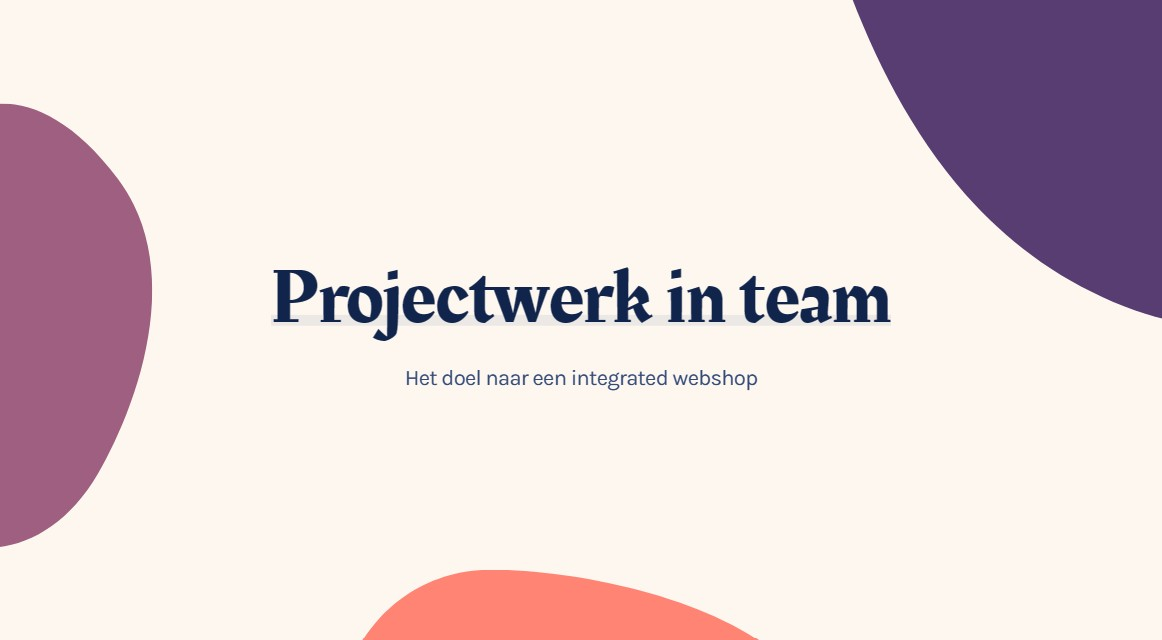 Projectwerk in team
Het doel naar een integrated webshop